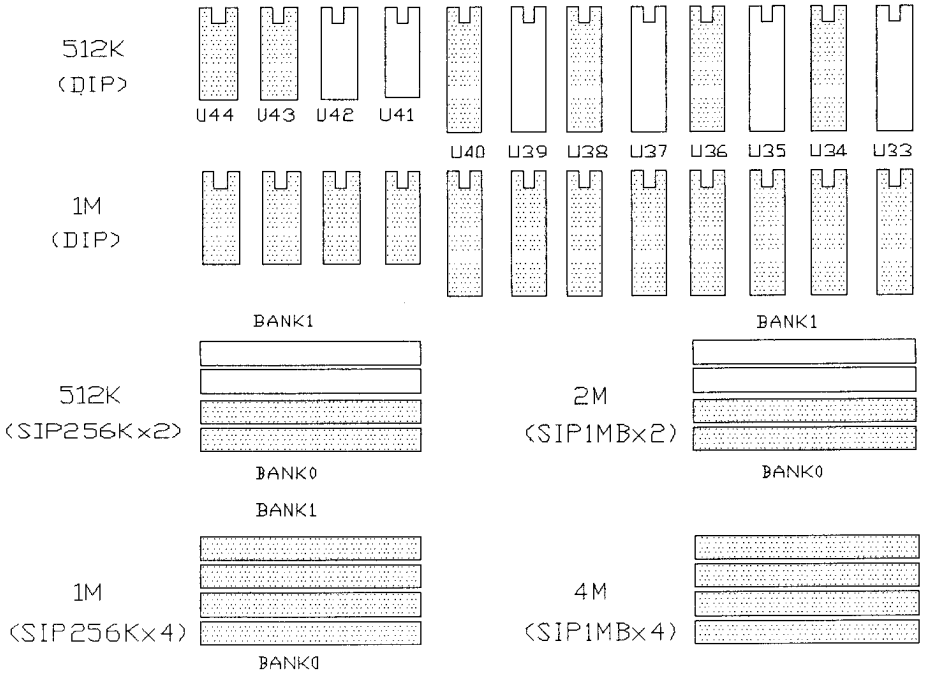 512K
(DIP)
U44 U43 U42 U41
U40 U39 U38 U37 U36 U35 U34 U33
1M
(DIP)
BANK1
512K
(SIP256Kx2)
BANK0
BANK1
2M
(SIP1MBx2)
BANK0
BANK1
1M
(SIP256Kx4)
BANK0
4M
(SIP1MBx4)